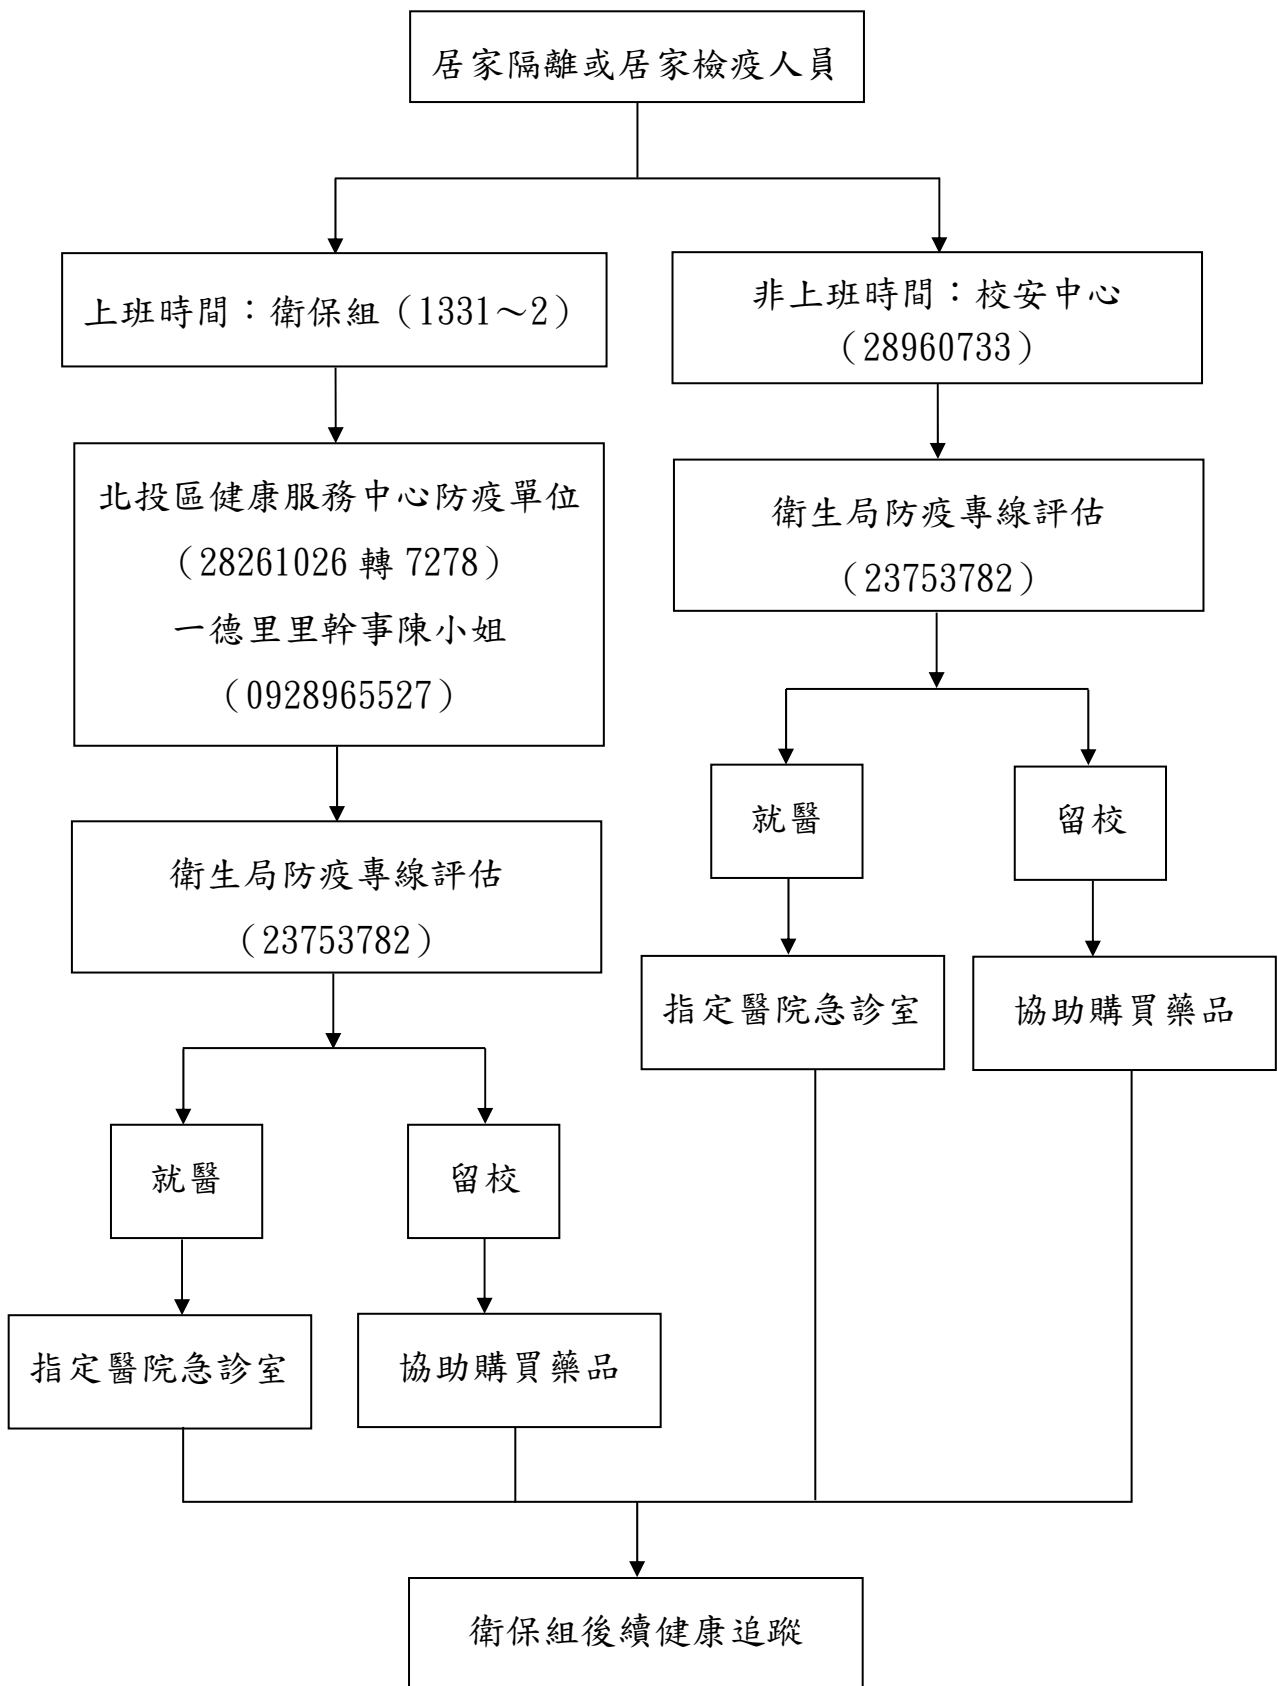 居家隔離或居家檢疫人員
上班時間：衛保組（1331～2）
非上班時間：校安中心
（28960733）
北投區健康服務中心防疫單位
（28261026 轉 7278）
一德里里幹事陳小姐
（0928965527）
衛生局防疫專線評估
（23753782）
就醫
留校
指定醫院急診室
協助購買藥品
衛生局防疫專線評估
（23753782）
就醫
留校
指定醫院急診室
協助購買藥品
衛保組後續健康追蹤